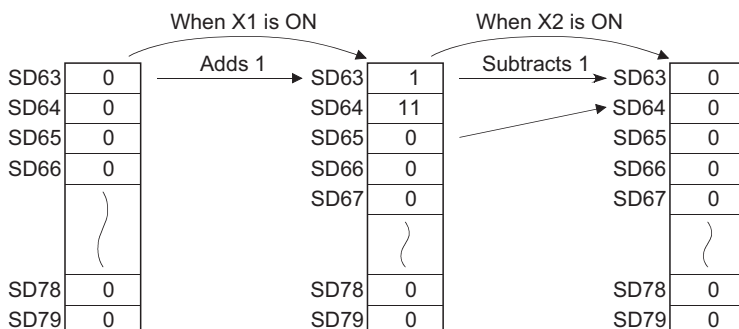 When X1 is ON When X2 is ON
Adds 1 Subtracts 1
SD63 0 SD63 1 SD63 0
SD64 0 SD64 11 SD64 0
SD65 0 SD65 0 SD65 0
SD66 0 SD66 0 SD66 0
SD67 0 SD67 0
SD78 0 SD78 0 SD78 0
SD79 0 SD79 0 SD79 0